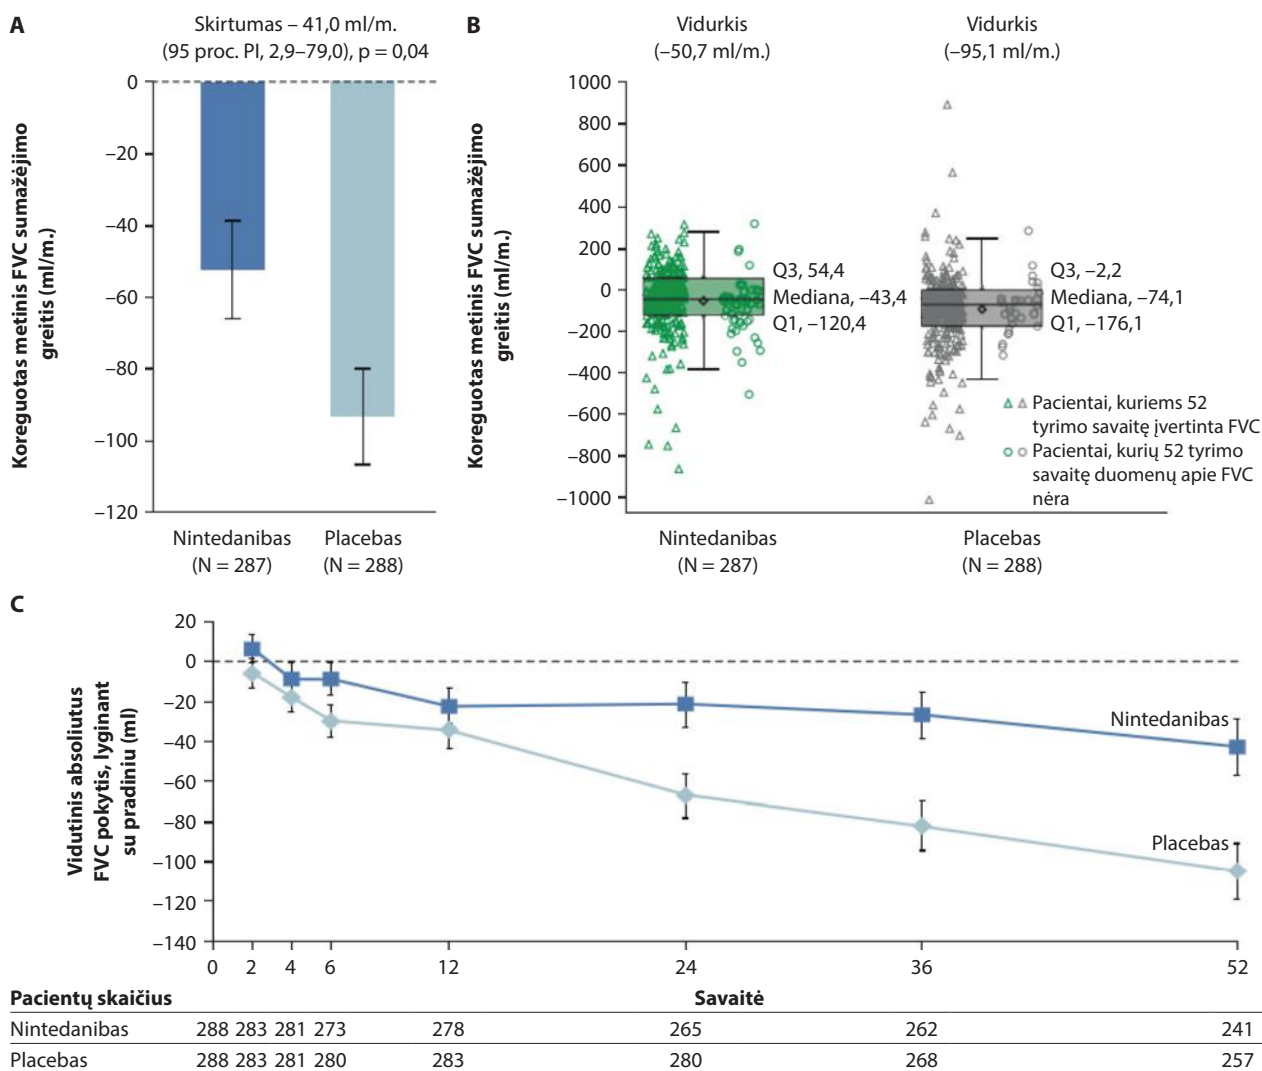 A
Skirtumas – 41,0 ml/m.
(95 proc. PI, 2,9–79,0), p = 0,04
Koreguotas metinis FVC sumažėjimo
greitis (ml/m.)
0
–20
–40
–60
–80
–100
–120
Nintedanibas
(N = 287)
Placebas
(N = 288)
B
Vidurkis
(–50,7 ml/m.)
Vidurkis
(–95,1 ml/m.)
Koreguotas metinis FVC sumažėjimo
greitis (ml/m.)
1000
800
600
400
200
0
–200
–400
–600
–800
–1000
Q3, 54,4
Mediana, –43,4
Q1, –120,4
Q3, –2,2
Mediana, –74,1
Q1, –176,1
Pacientai, kuriems 52
tyrimo savaitę įvertinta FVC
Pacientai, kurių 52 tyrimo
savaitę duomenų apie FVC
nėra
Nintedanibas
(N = 287)
Placebas
(N = 288)
C
Vidutinis absoliutus
FVC pokytis, lyginant
su pradiniu (ml)
20
0
–20
–40
–60
–80
–100
–120
–140
Nintedanibas
Placebas
0 2 4 6 12 24 36 52
Pacientų skaičius Savaitė
Nintedanibas 288 283 281 273 278 265 262 241
Placebas 288 283 281 280 283 280 268 257